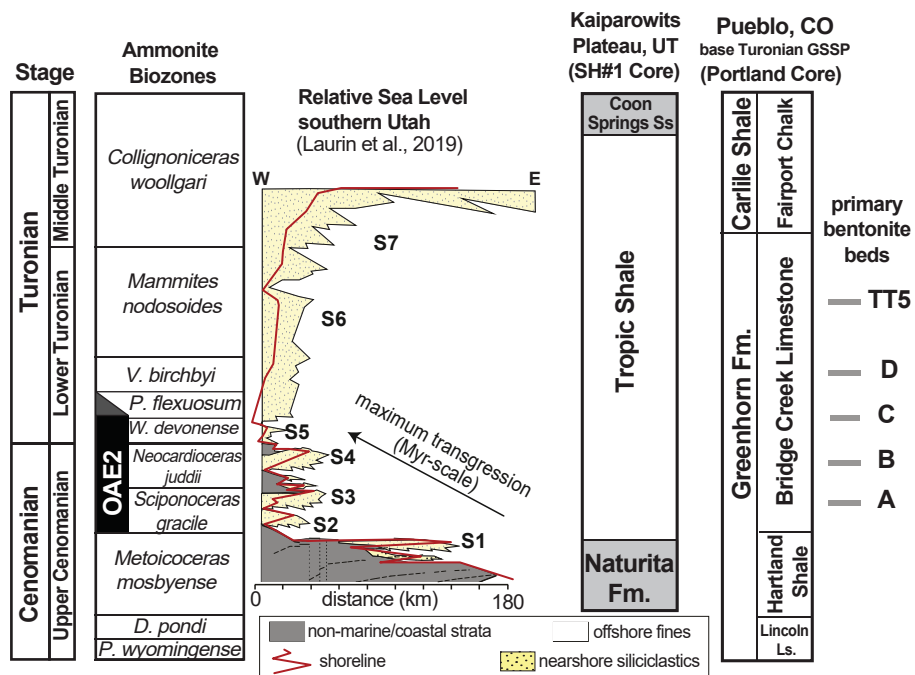 Stage
Ammonite
Biozones
Relative Sea Level
southern Utah
(Laurin et al., 2019)
Kaiparowits
Plateau, UT
(SH#1 Core)
Pueblo, CO
base Turonian GSSP
(Portland Core)
Turonian
Cenomanian
Middle Turonian
Lower Turonian
Upper Cenomanian
OAE2
Collignoniceras
woollgari
Mammites
nodosoides
V. birchbyi
P. flexuosum
W. devonense
Neocardioceras
juddii
Sciponoceras
gracile
Metoicoceras
mosbyense
D. pondi
P. wyomingense
W
E
S7
S6
S5
S4
S3
S2
S1
maximum transgression
(Myr-scale)
0
distance (km)
180
non-marine/coastal strata
offshore fines
shoreline
nearshore siliciclastics
Coon
Springs Ss
Tropic Shale
Naturita
Fm.
Carlile Shale
Greenhorn Fm.
Fairport Chalk
Bridge Creek Limestone
Hartland
Shale
Lincoln
Ls.
primary
bentonite
beds
TT5
D
C
B
A